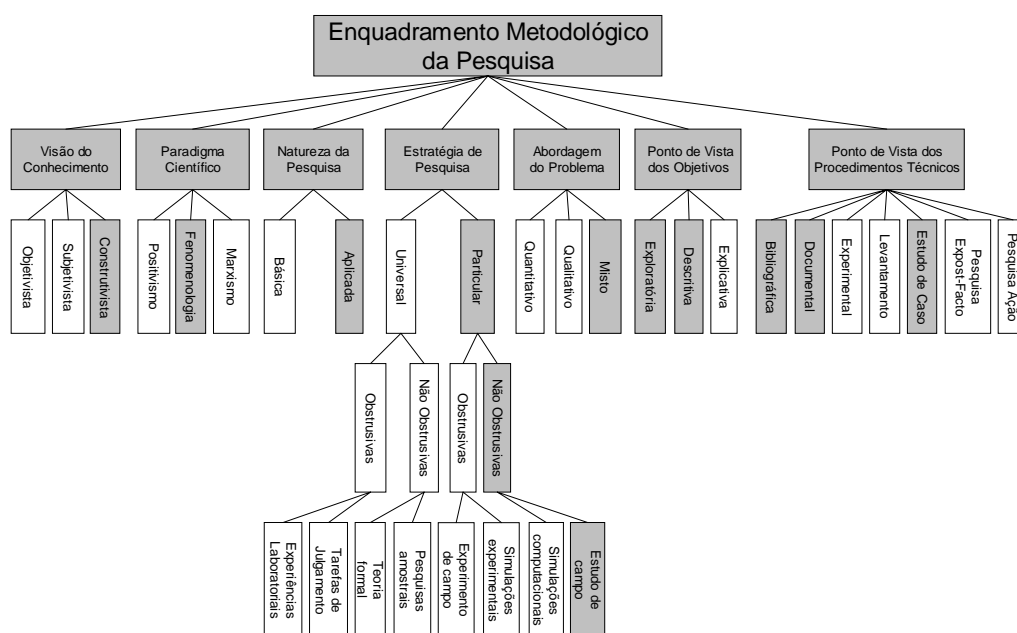 Enquadramento Metodológico
da Pesquisa
Visão do
Conhecimento
Paradigma
Científico
Natureza da
Pesquisa
Estratégia de
Pesquisa
Abordagem
do Problema
Ponto de Vista
dos Objetivos
Ponto de Vista dos
Procedimentos Técnicos
Objetivista
Subjetivista
Construtivista
Positivismo
Fenomenologia
Marxismo
Básica
Aplicada
Universal
Particular
Quantitativo
Qualitativo
Misto
Exploratória
Descritiva
Explicativa
Bibliográfica
Documental
Experimental
Levantamento
Estudo de Caso
Pesquisa
Expost-Facto
Pesquisa Ação
Obstrusivas
Não Obstrusivas
Obstrusivas
Não Obstrusivas
Experiências
Laboratoriais
Tarefas de
Julgamento
Teoria
formal
Pesquisas
amostrais
Experimento
de campo
Simulações
experimentais
Simulações
computacionais
Estudo de
campo